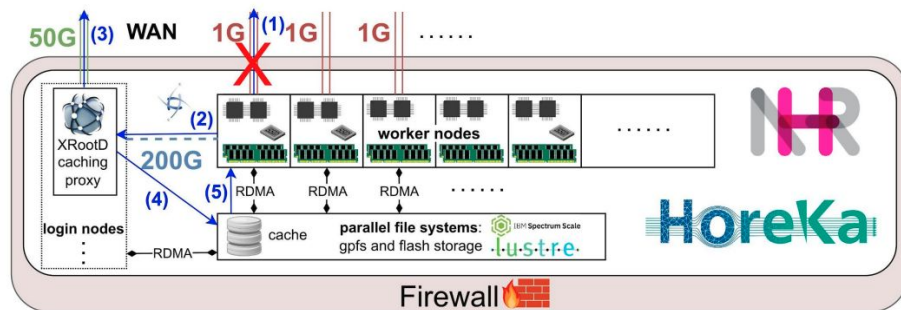 50G
(3)
WAN
1G
(1)
1G
1G
......
XRootD
caching
proxy
(2)
200G
worker nodes
......
NHR
(4)
(5)
RDMA
RDMA
RDMA
......
login nodes
RDMA
cache
parallel file systems:
gpfs and flash storage
IBM Spectrum Scale
lustre
HoreKa
Firewall